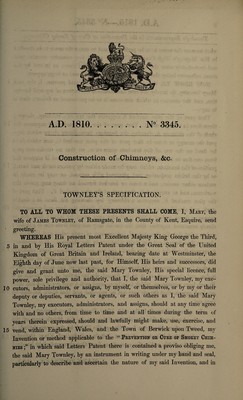 A.D. 1810. . . . . . . . No 3345.
Construction of Chimneys, &c.
TOWNLEY'S SPECIFICATION.
TO ALL TO WHOM THESE PRESENTS SHALL COME, I, MARY, the
wife of JAMES TOWNLEY, of Ramsgate, in the County of Kent, Esquire, send
greeting.
WHEREAS His present most Excellent Majesty King George the Third,
5 in and by His Royal Letters Patent under the Great Seal of the United
Kingdom of Great Britain and Ireland, bearing date at Westminster, the
Eighth day of June now last past, for Himself, His heirs and successors, did
give and grant unto me, the said Mary Townley, His special licence, full
power, sole privilege and authority, that I, the said Mary Townley, my exe-
10 cutors, administrators, or assigns, by myself, or themselves, or by my or their
deputy or deputies, servants, or agents, or such others as I, the said Mary
Townley, my executors, administrators, and assigns, should at any time agree
with and no others, from time to time and at all times during the term of
years therein expressed, should and lawfully might make, use, exercise, and
15 vend, within England, Wales, and the Town of Berwick upon Tweed, my
Invention or method applicable to the "PREVENTION OR CURE OF SMOKEY CHIM-
NIES;" in which said Letters Patent there is contained a proviso obliging me,
the said Mary Townley, by an instrument in writing under my hand and seal,
particularly to describe and ascertain the nature of my said Invention, and in